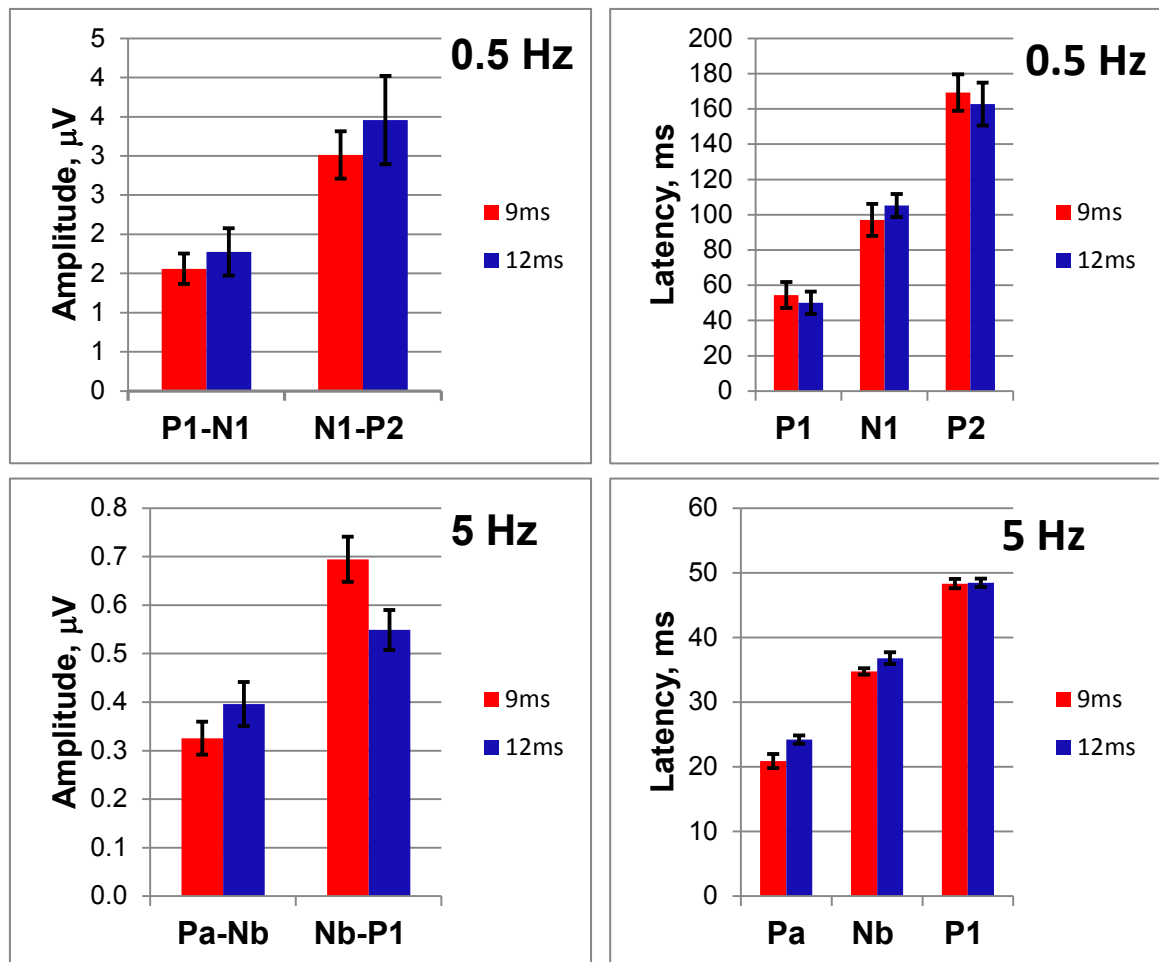 0.5 Hz
Amplitude, μV
5
4
4
3
3
2
2
1
1
0
P1-N1 N1-P2
9ms
12ms
0.5 Hz
Latency, ms
200
180
160
140
120
100
80
60
40
20
0
P1 N1 P2
9ms
12ms
5 Hz
Amplitude, μV
0.8
0.7
0.6
0.5
0.4
0.3
0.2
0.1
0.0
Pa-Nb Nb-P1
9ms
12ms
5 Hz
Latency, ms
60
50
40
30
20
10
0
Pa Nb P1
9ms
12ms